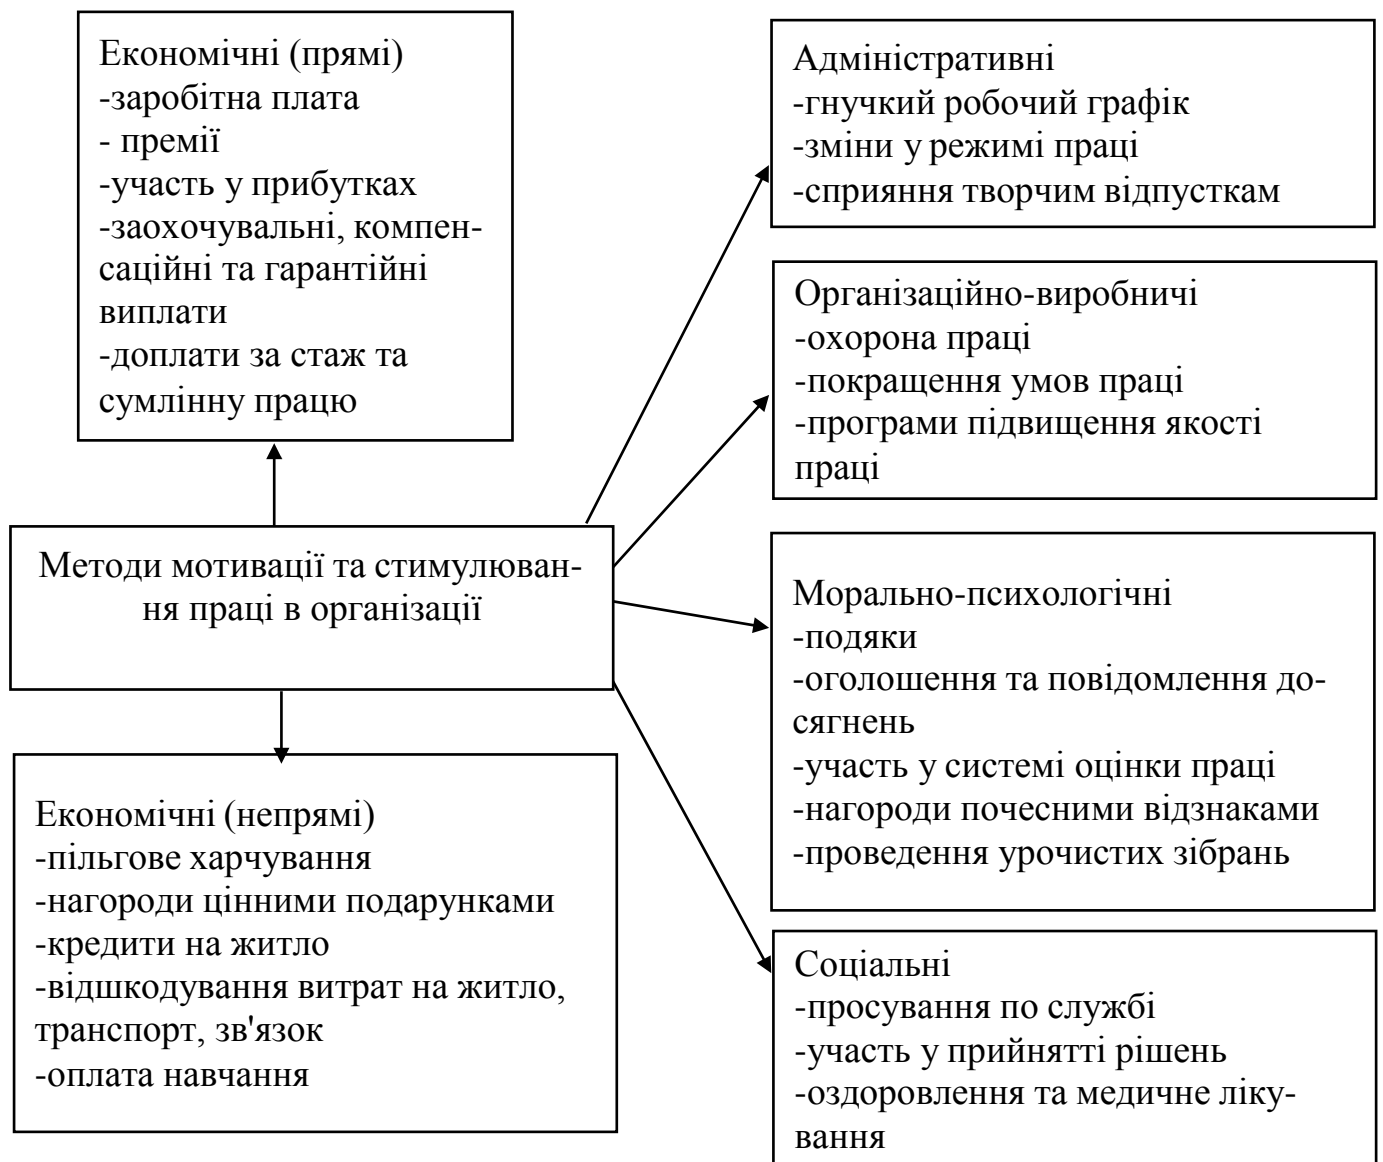 Економічні (прямі)
-заробітна плата
- премії
-участь у прибутках
-заохочувальні, компен-
саційні та гарантійні
виплати
-доплати за стаж та
сумлінну працю
Адміністративні
-гнучкий робочий графік
-зміни у режимі праці
-сприяння творчим відпусткам
Організаційно-виробничі
-охорона праці
-покращення умов праці
-програми підвищення якості
праці
Методи мотивації та стимулюван-
ня праці в організації
Морально-психологічні
-подяки
-оголошення та повідомлення до-
сягнень
-участь у системі оцінки праці
-нагороди почесними відзнаками
-проведення урочистих зібрань
Економічні (непрямі)
-пільгове харчування
-нагороди цінними подарунками
-кредити на житло
-відшкодування витрат на житло,
транспорт, зв'язок
-оплата навчання
Соціальні
-просування по службі
-участь у прийнятті рішень
-оздоровлення та медичне ліку-
вання